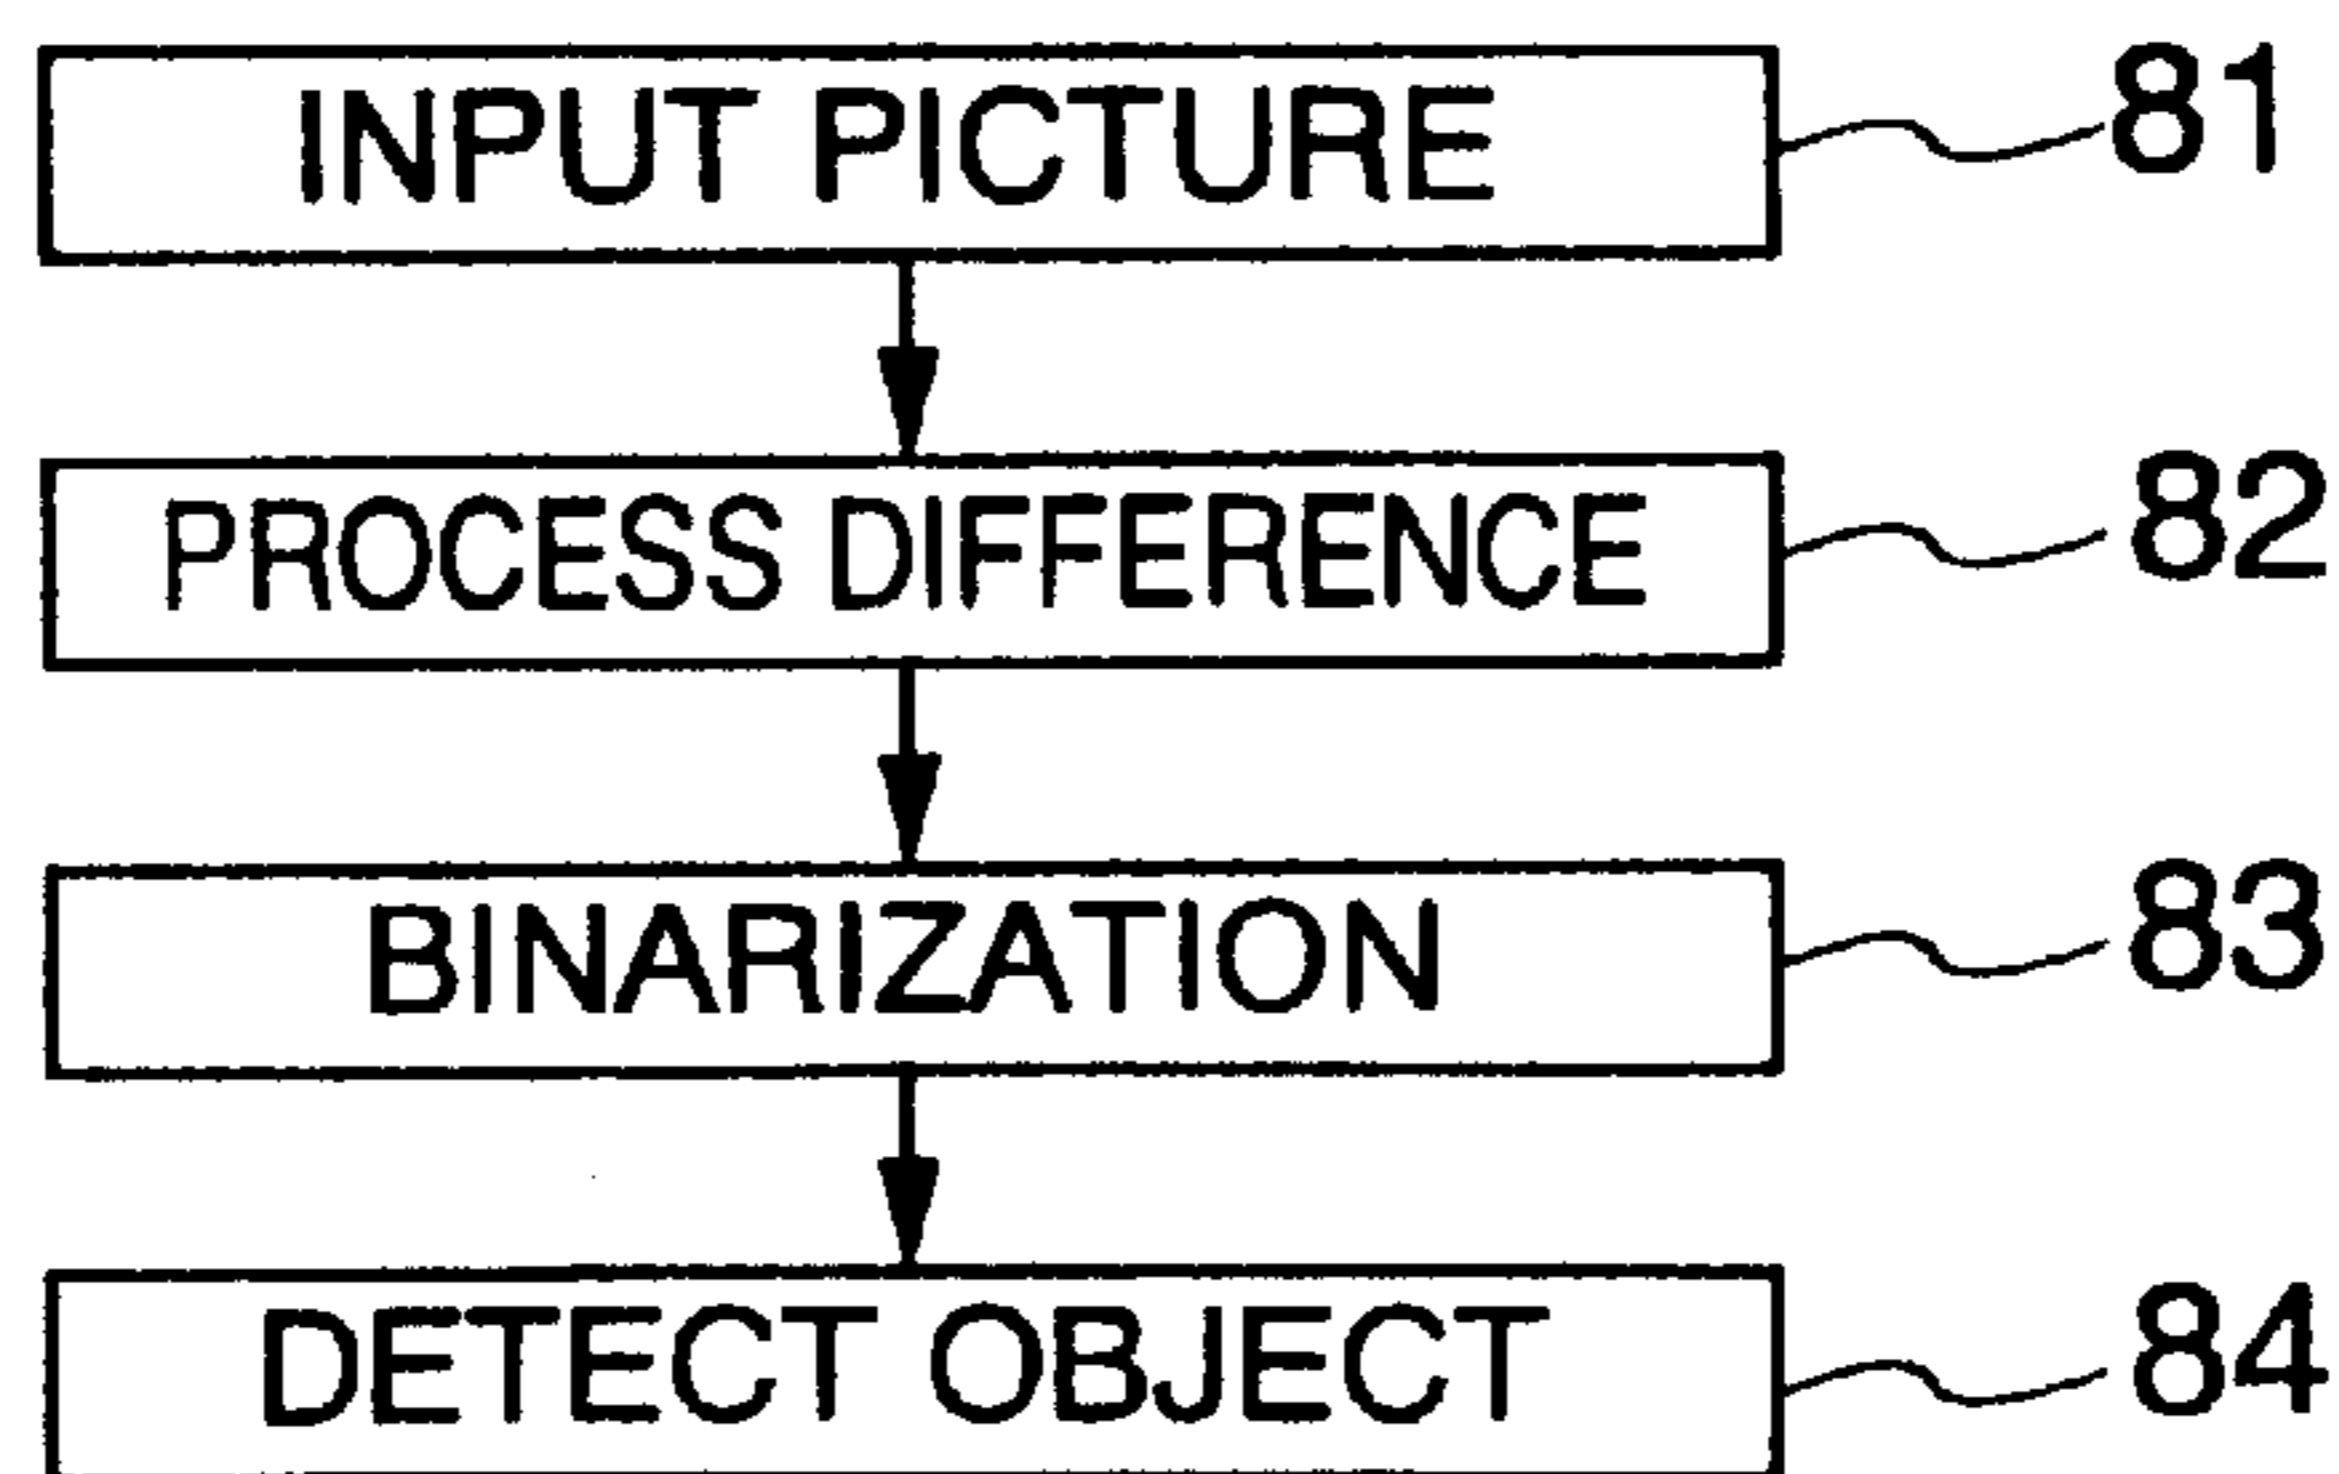 INPUT PICTURE 81
PROCESS DIFFERENCE 82
BINARIZATION 83
DETECT OBJECT 84